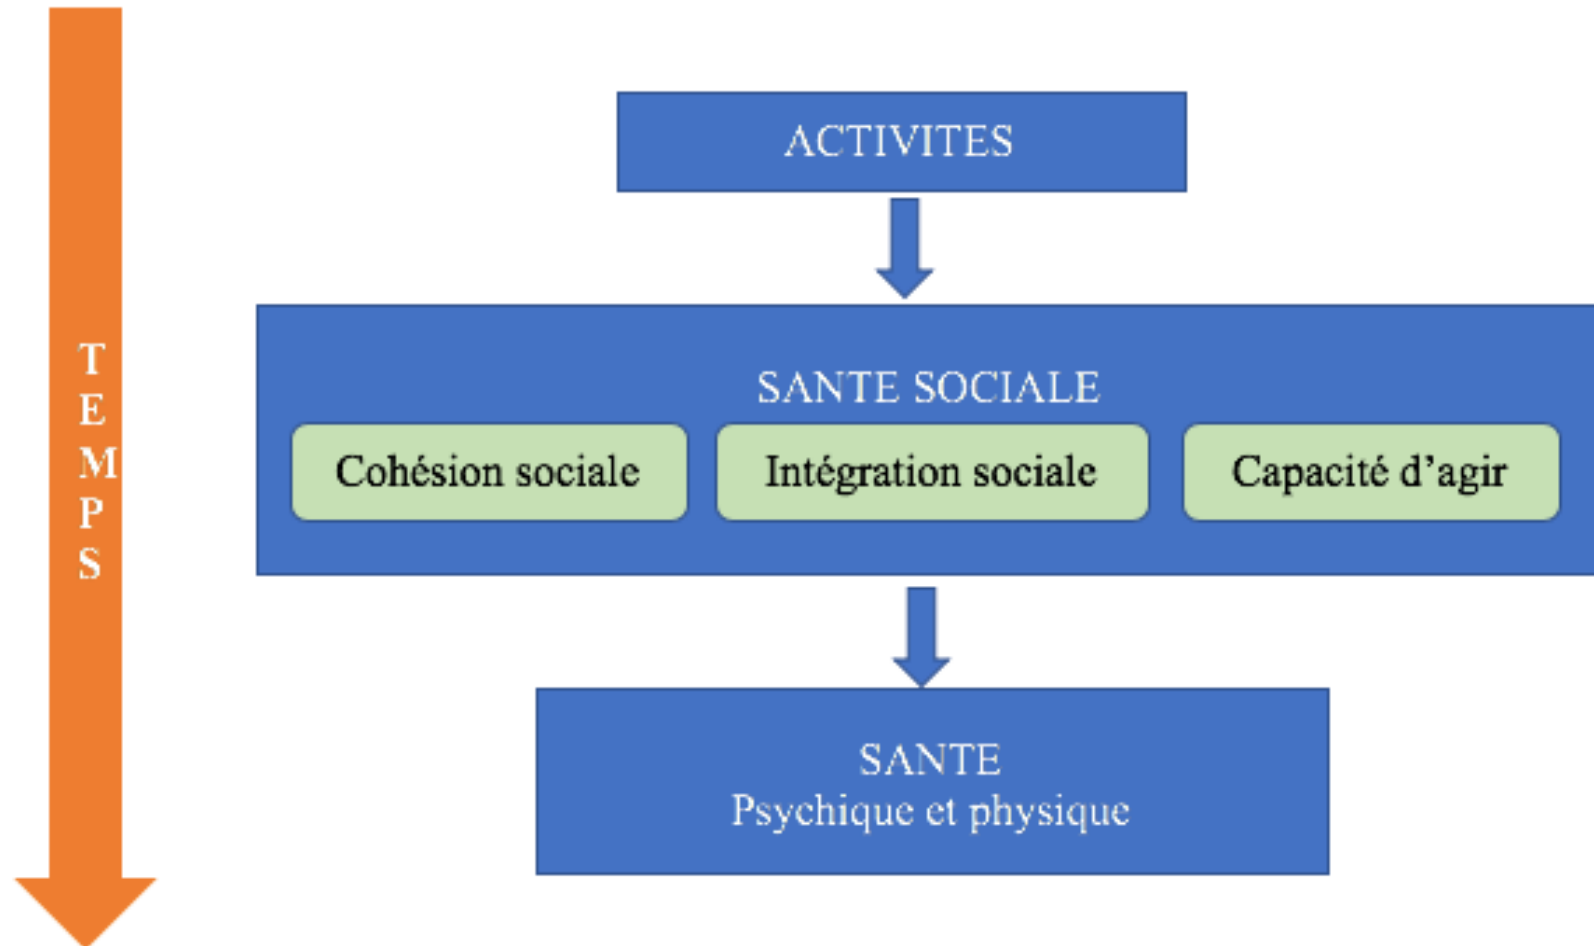 ACTIVITES
T
E
M
P
S
SANTE SOCIALE
Cohésion sociale
Intégration sociale
Capacité d’agir
SANTE
Psychique et physique